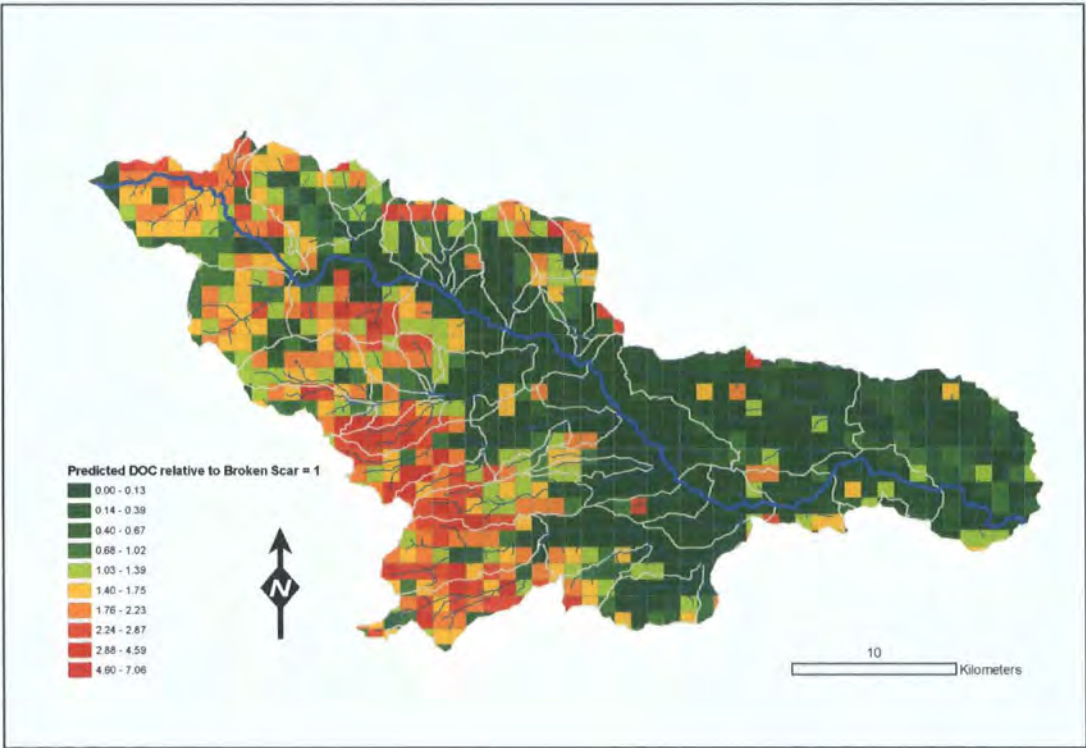 Predicted DOC relative to Broken Scar = 1
0.00 - 0.13
0.14 - 0.39
0.40 - 0.67
0.68 - 1.02
1.03 - 1.39
1.40 - 1.75
1.76 - 2.23
2.24 - 2.87
2.88 - 4.59
4.60 - 7.06
N
10
Kilometers